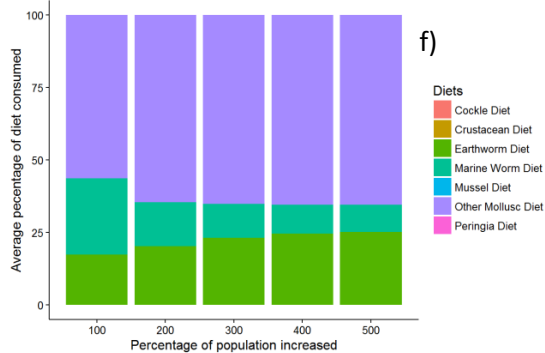 f)
Average pecentage of diet consumed
100
75
50
25
0
100 200 300 400 500
Percentage of population increased
Diets
Cockle Diet
Crustacean Diet
Earthworm Diet
Marine Worm Diet
Mussel Diet
Other Mollusc Diet
Peringia Diet